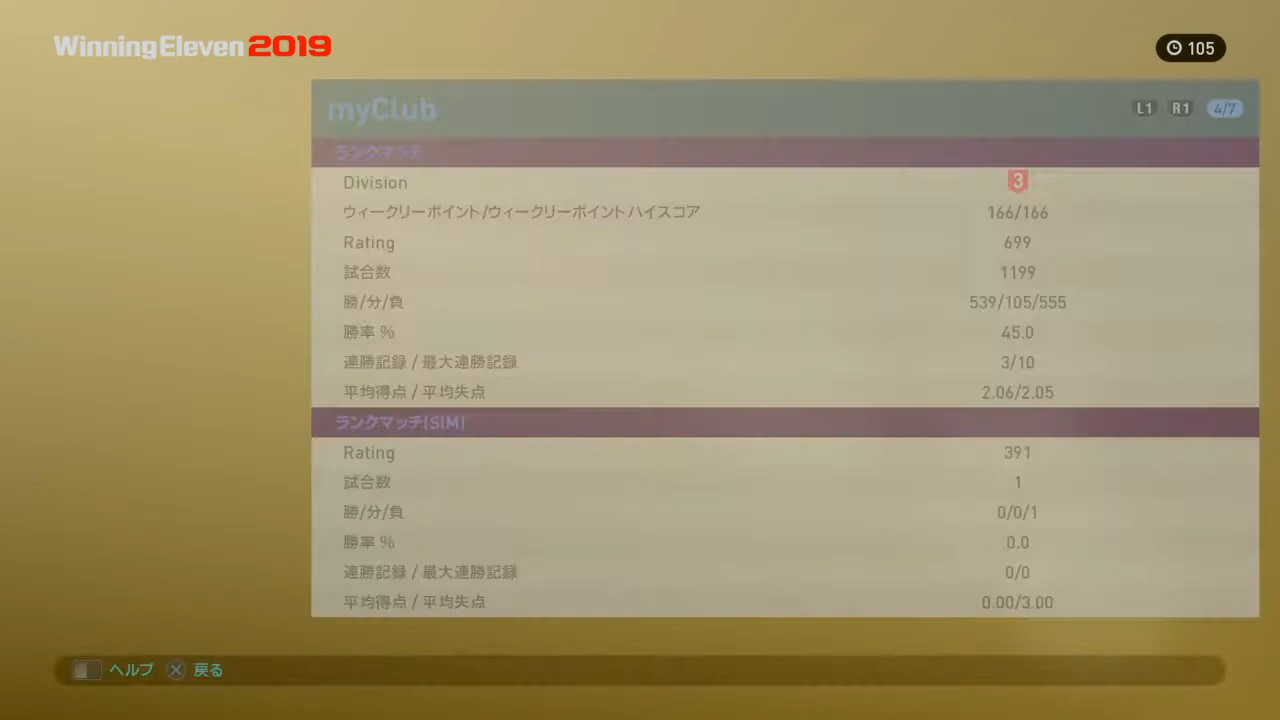 WinningEleven 2019
105
myClub
L1 R1 4/7
ランクマッチ
Division 3
ウィークリーポイント/ウィークリーポイントハイスコア 166/166
Rating 699
試合数 1199
勝/分/負 539/105/555
勝率 % 45.0
連勝記録 / 最大連勝記録 3/10
平均得点 / 平均失点 2.06/2.05
ランクマッチ(SIM)
Rating 391
試合数 1
勝/分/負 0/0/1
勝率 % 0.0
連勝記録 / 最大連勝記録 0/0
平均得点 / 平均失点 0.00/3.00
ヘルプ 戻る